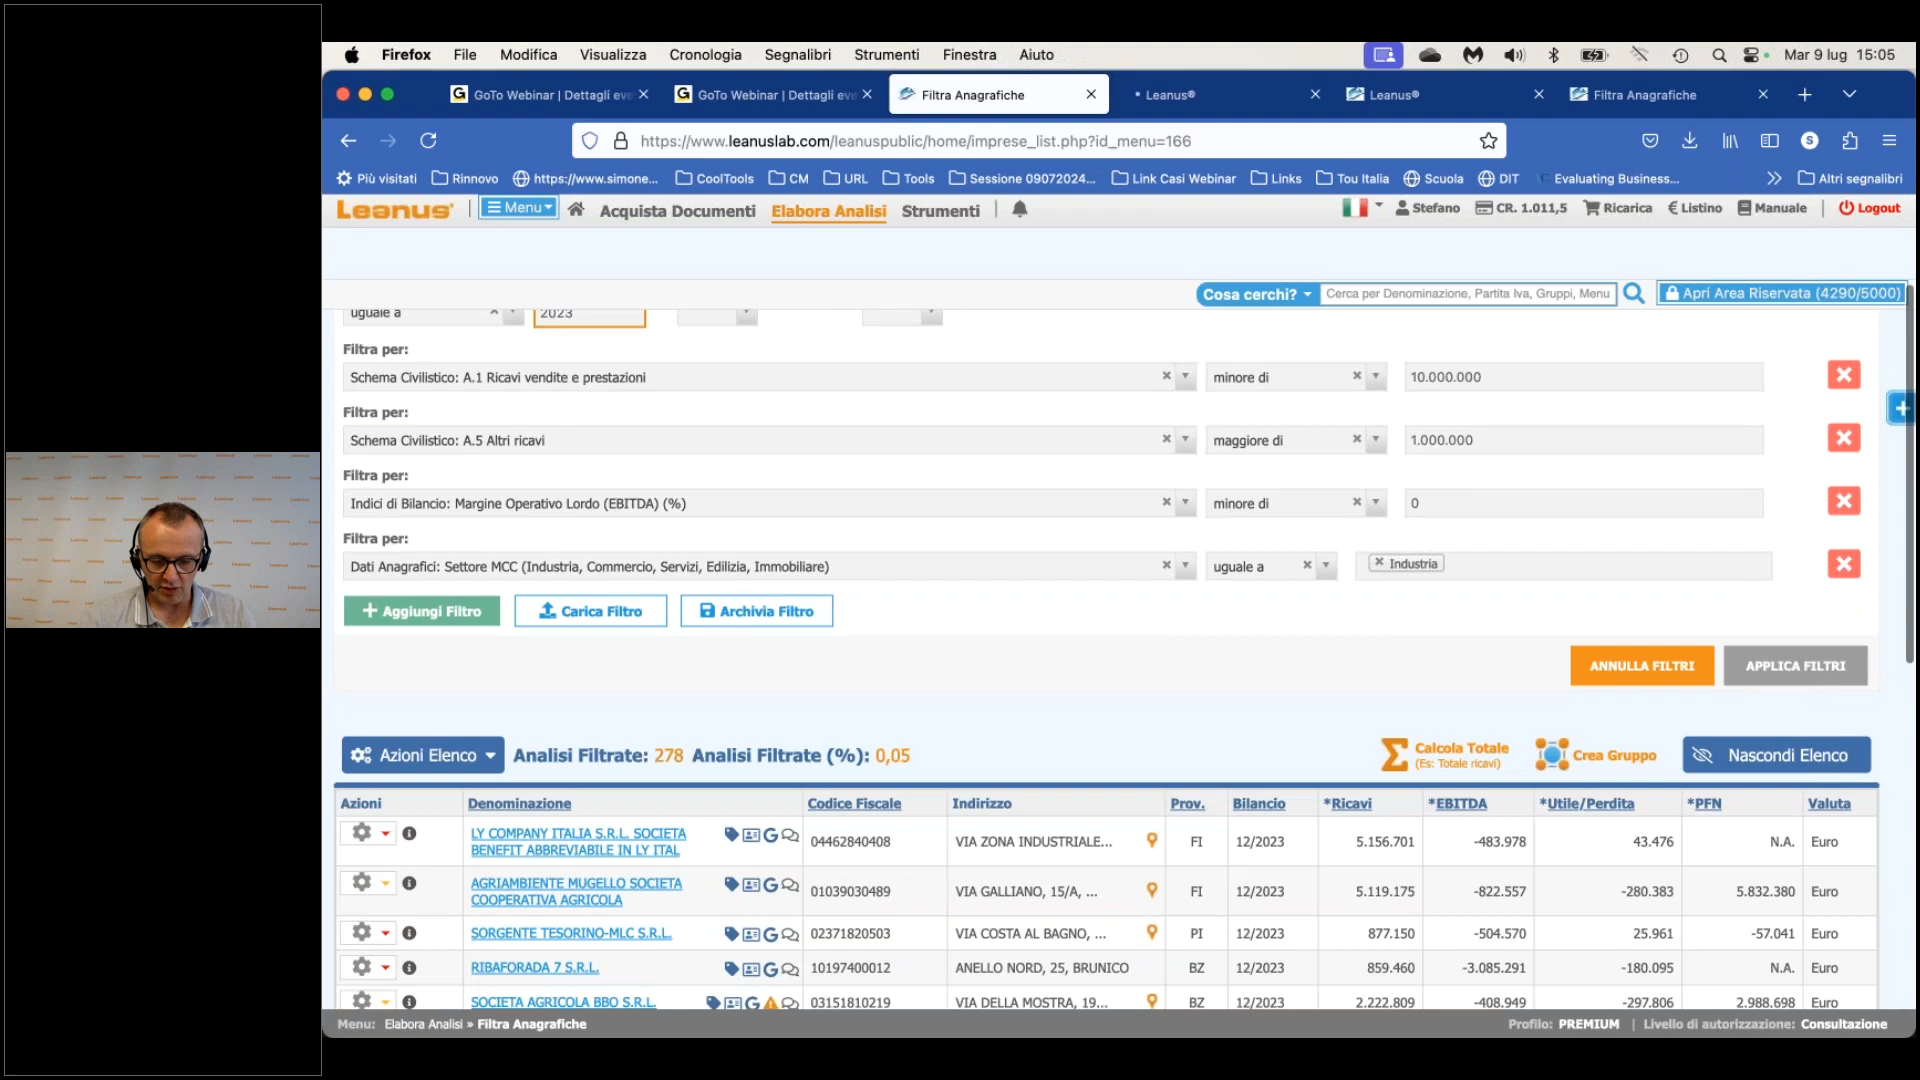 Firefox File Modifica Visualizza Cronologia Segnalibri Strumenti Finestra Aiuto Mar 9 lug 15:05
GoTo Webinar | Dettagli eve GoTo Webinar | Dettagli eve Filtra Anagrafiche • Leanus® Leanus® Filtra Anagrafiche
https://www.leanuslab.com/leanuspublic/home/imprese_list.php?id_menu=166
Più visitati Rinnovo https://www.simone... CoolTools CM URL Tools Sessione 09072024... Link Casi Webinar Links Tou Italia Scuola DIT Evaluating Business... Altri segnalibri
Leanus® Menu Acquista Documenti Elabora Analisi Strumenti Stefano CR. 1.011,5 Ricarica € Listino Manuale Logout
Cosa cerchi? Cerca per Denominazione, Partita Iva, Gruppi, Menu Apri Area Riservata (4290/5000)
uguale a 2023
Filtra per:
Schema Civilistico: A.1 Ricavi vendite e prestazioni minore di 10.000.000
Filtra per:
Schema Civilistico: A.5 Altri ricavi maggiore di 1.000.000
Filtra per:
Indici di Bilancio: Margine Operativo Lordo (EBITDA) (%) minore di 0
Filtra per:
Dati Anagrafici: Settore MCC (Industria, Commercio, Servizi, Edilizia, Immobiliare) uguale a Industria
Aggiungi Filtro Carica Filtro Archivia Filtro
ANNULLA FILTRI APPLICA FILTRI
Azioni Elenco Analisi Filtrate: 278 Analisi Filtrate (%): 0,05 Calcola Totale (Es: Totale ricavi) Crea Gruppo Nascondi Elenco
Azioni Denominazione Codice Fiscale Indirizzo Prov. Bilancio *Ricavi *EBITDA *Utile/Perdita *PFN Valuta
LY COMPANY ITALIA S.R.L. SOCIETA BENEFIT ABBREVIABILE IN LY ITAL 04462840408 VIA ZONA INDUSTRIALE... FI 12/2023 5.156.701 -483.978 43.476 N.A. Euro
AGRIAMBIENTE MUGELLO SOCIETA COOPERATIVA AGRICOLA 01039030489 VIA GALLIANO, 15/A, ... FI 12/2023 5.119.175 -822.557 -280.383 5.832.380 Euro
SORGENTE TESORINO-MLC S.R.L. 02371820503 VIA COSTA AL BAGNO, ... PI 12/2023 877.150 -504.570 25.961 -57.041 Euro
RIBAFORADA 7 S.R.L. 10197400012 ANELLO NORD, 25, BRUNICO BZ 12/2023 859.460 -3.085.291 -180.095 N.A. Euro
SOCIETA AGRICOLA BBO S.R.L. 03151810219 VIA DELLA MOSTRA, 19... BZ 12/2023 2.222.809 -408.949 -297.806 2.988.698 Euro
Menu: Elabora Analisi » Filtra Anagrafiche Profilo: PREMIUM | Livello di autorizzazione: Consultazione